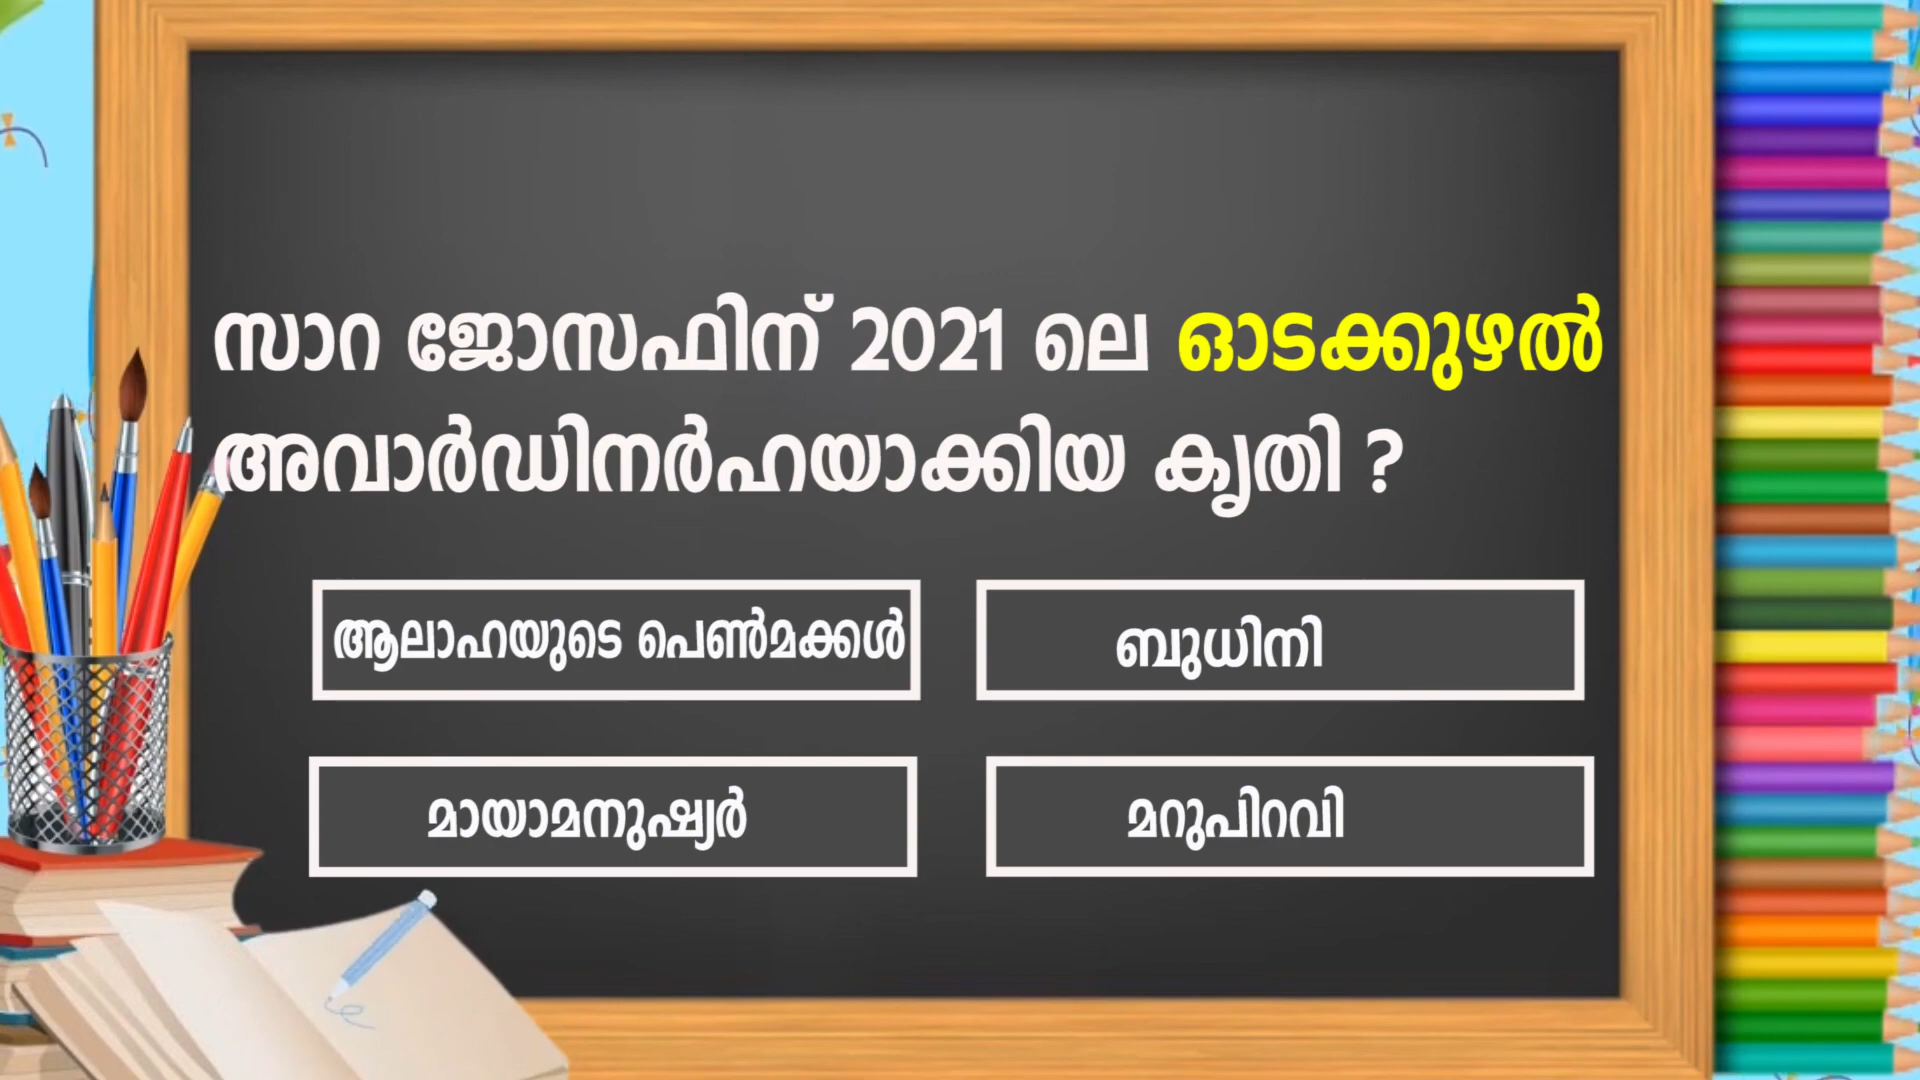 സാറ ജോസഫിന് 2021 ലെ ഓടക്കുഴൽ
അവാർഡിനർഹയാക്കിയ കൃതി ?
ആലാഹയുടെ പെൺമക്കൾ
ബുധിനി
മായാമനുഷ്യർ
മറുപിറവി